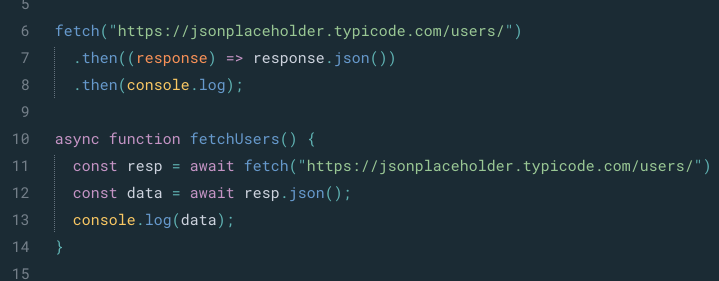 5
6 fetch("https://jsonplaceholder.typicode.com/users/")
7   .then((response) => response.json())
8   .then(console.log);
9
10 async function fetchUsers() {
11   const resp = await fetch("https://jsonplaceholder.typicode.com/users/")
12   const data = await resp.json();
13   console.log(data);
14 }
15